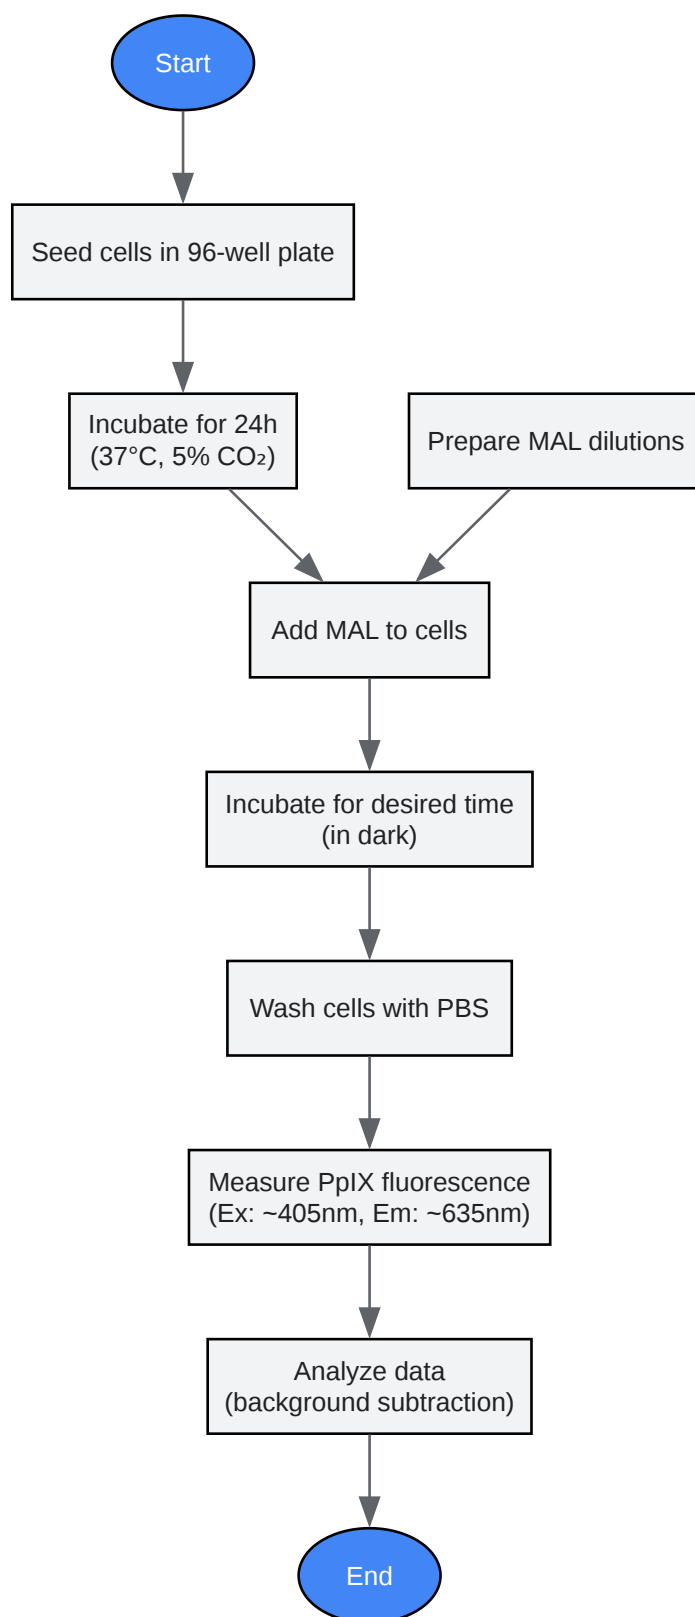 Start
Seed cells in 96-well plate
Incubate for 24h
(37°C, 5% CO₂)
Prepare MAL dilutions
Add MAL to cells
Incubate for desired time
(in dark)
Wash cells with PBS
Measure PpIX fluorescence
(Ex: ~405nm, Em: ~635nm)
Analyze data
(background subtraction)
End